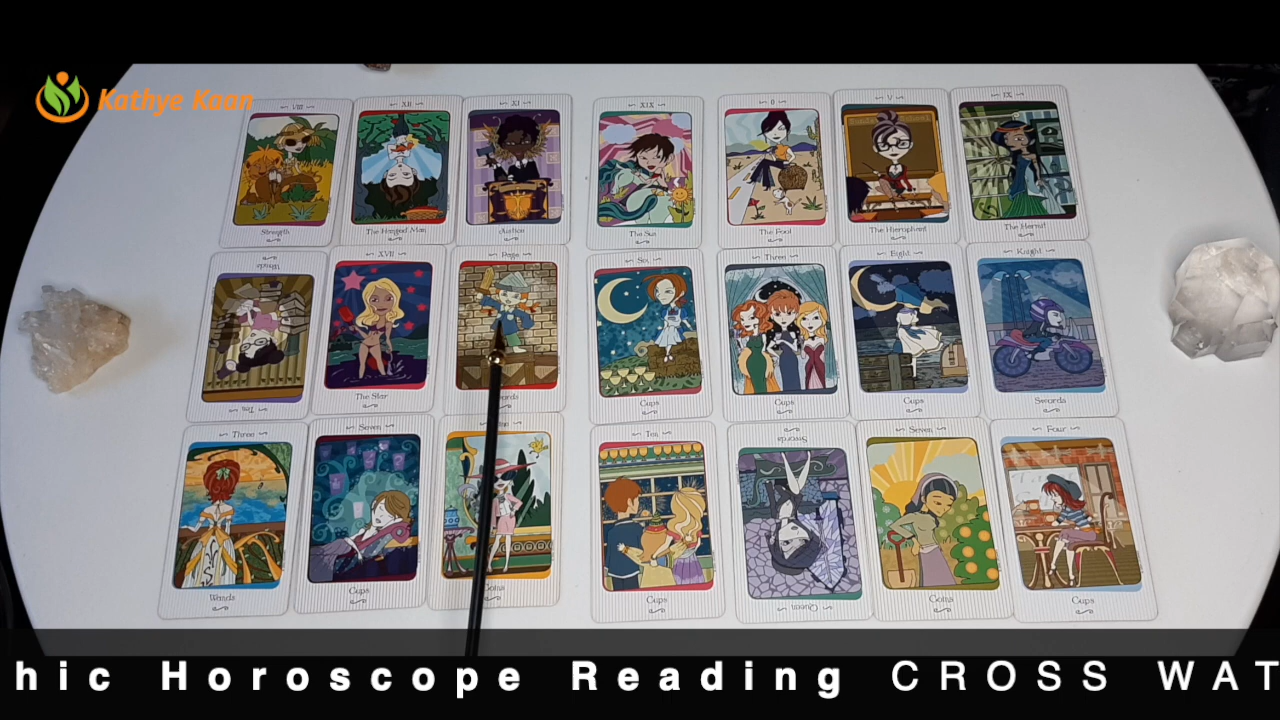 Kathye Kaan
VIII
XII
XI
XIX
0
V
IX
Strength
The Hanged Man
Justice
The Sun
The Fool
The Hierophant
The Hermit
Wands
XVII
Page
Six
Three
Eight
Knight
Ten
The Star
Cups
Cups
Cups
Swords
Three
Seven
Ten
Swords
Seven
Four
Wands
Cups
Coins
Cups
Queen
Coins
Cups
hic Horoscope Reading CROSS WAT